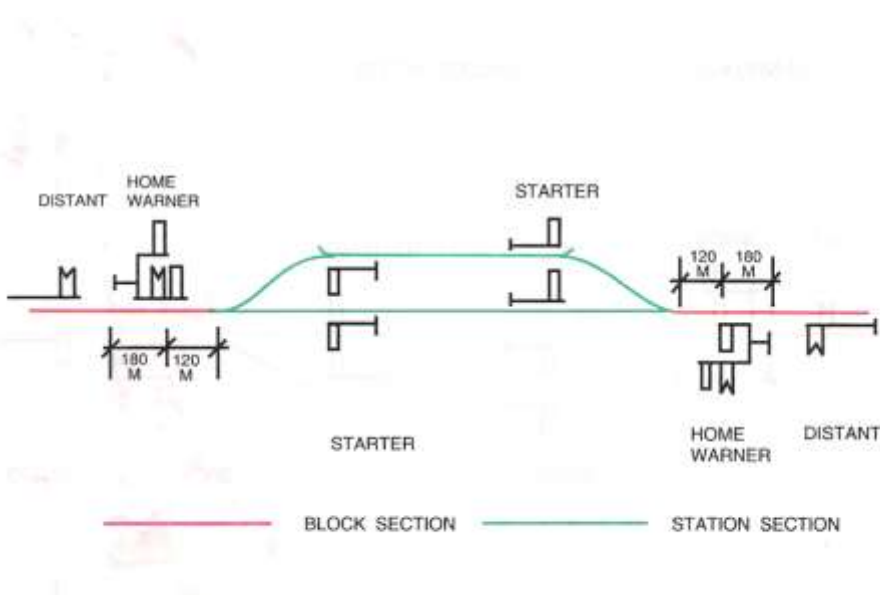 HOME
DISTANT WARNER
STARTER
120
M
180
M
180
M
120
M
STARTER
HOME
WARNER
DISTANT
BLOCK SECTION
STATION SECTION